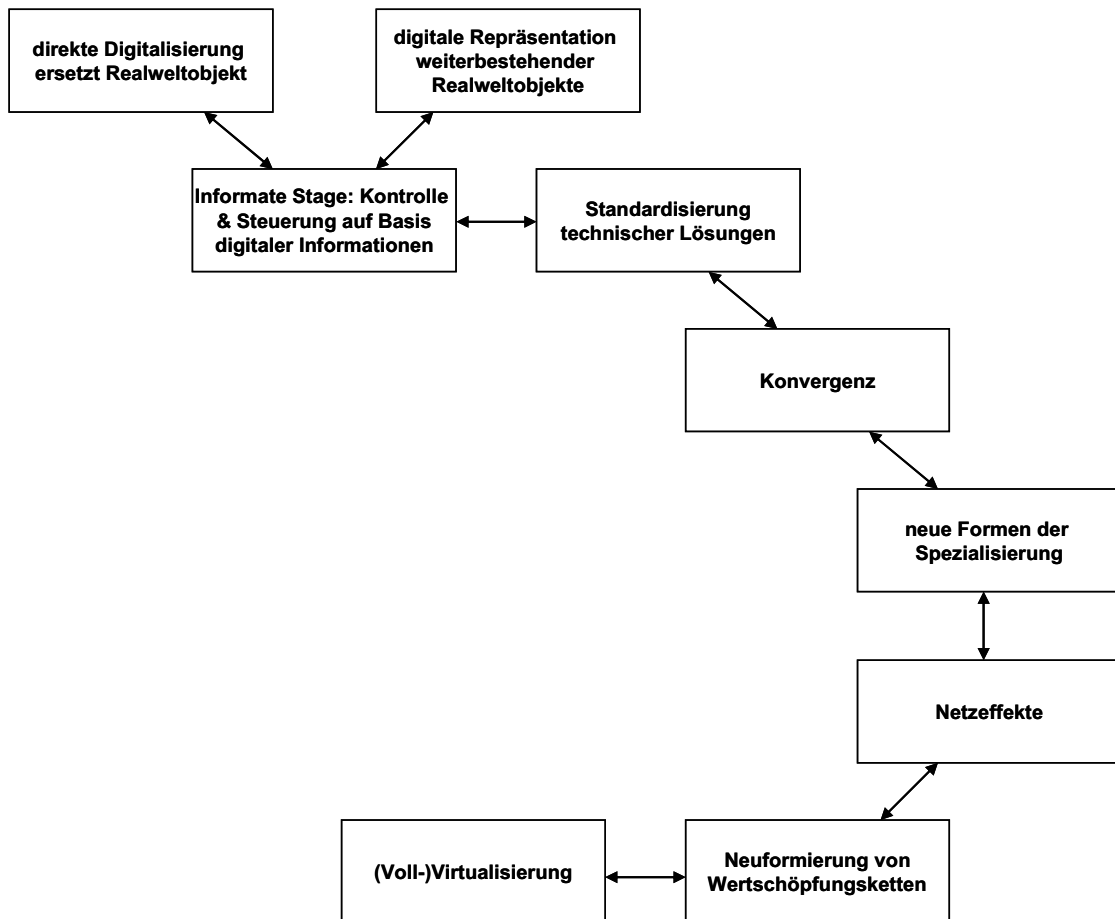 direkte Digitalisierung
ersetzt Realweltobjekt
digitale Repräsentation
weiterbestehender
Realweltobjekte
Informate Stage: Kontrolle
& Steuerung auf Basis
digitaler Informationen
Standardisierung
technischer Lösungen
Konvergenz
neue Formen der
Spezialisierung
Netzeffekte
(Voll-)Virtualisierung
Neuformierung von
Wertschöpfungsketten